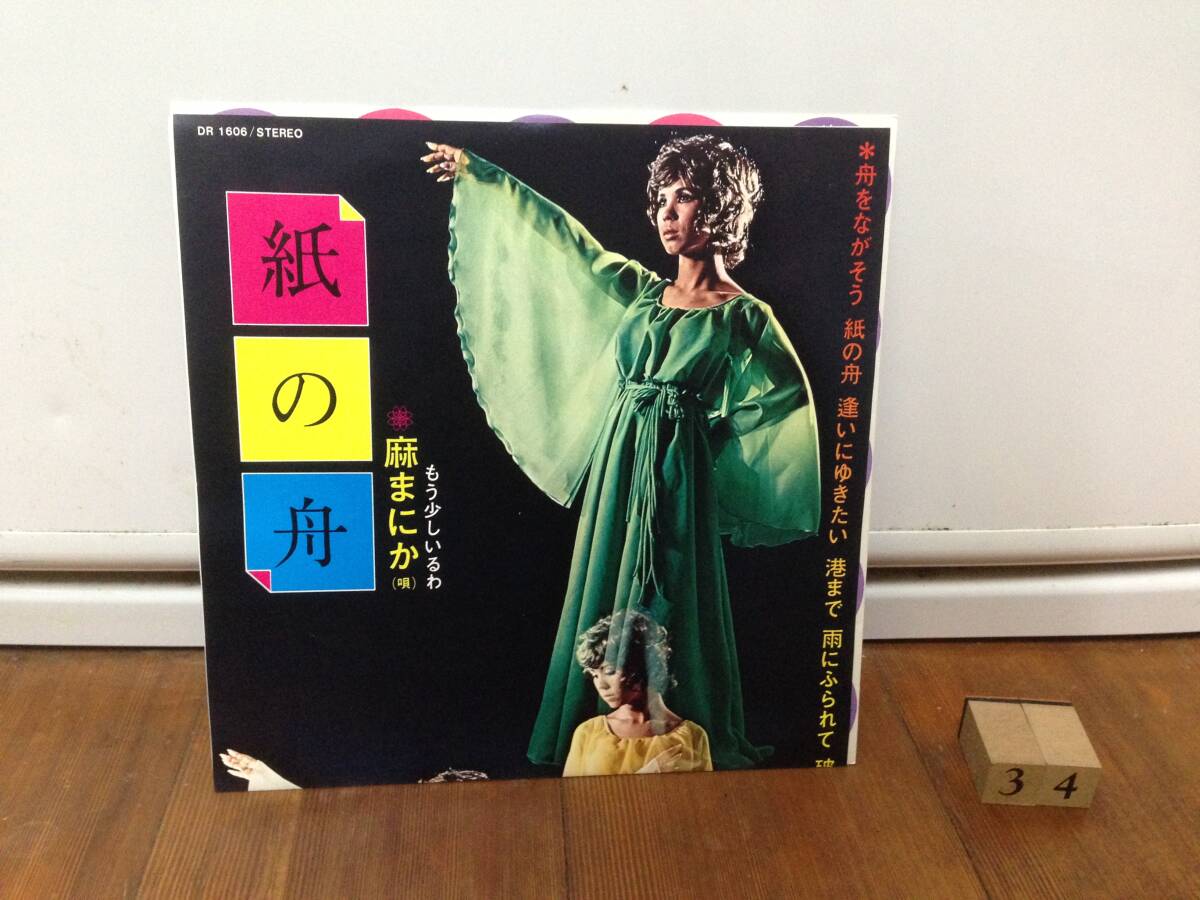 DR 1606/STEREO
紙の舟
麻まにか(唄)
もう少しいるわ
*舟をながそう 紙の舟 逢いにゆきたい 港まで 雨にふられて
3 4